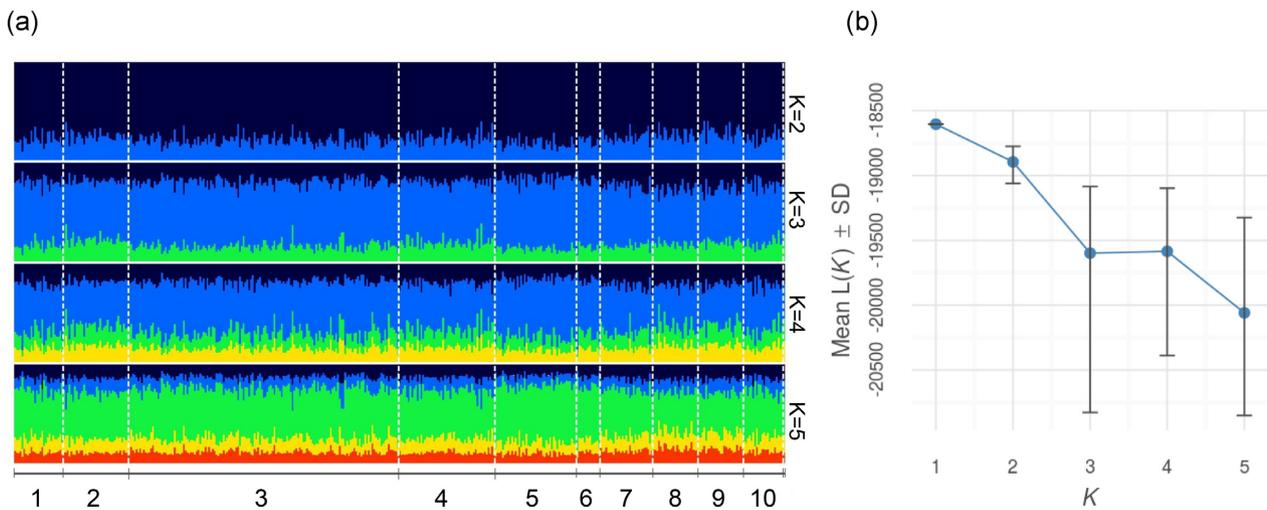 (a)
K=2
K=3
K=4
K=5
1 2 3 4 5 6 7 8 9 10
(b)
Mean L(K) ± SD
-18500
-19000
-19500
-20000
-20500
1 2 3 4 5
K